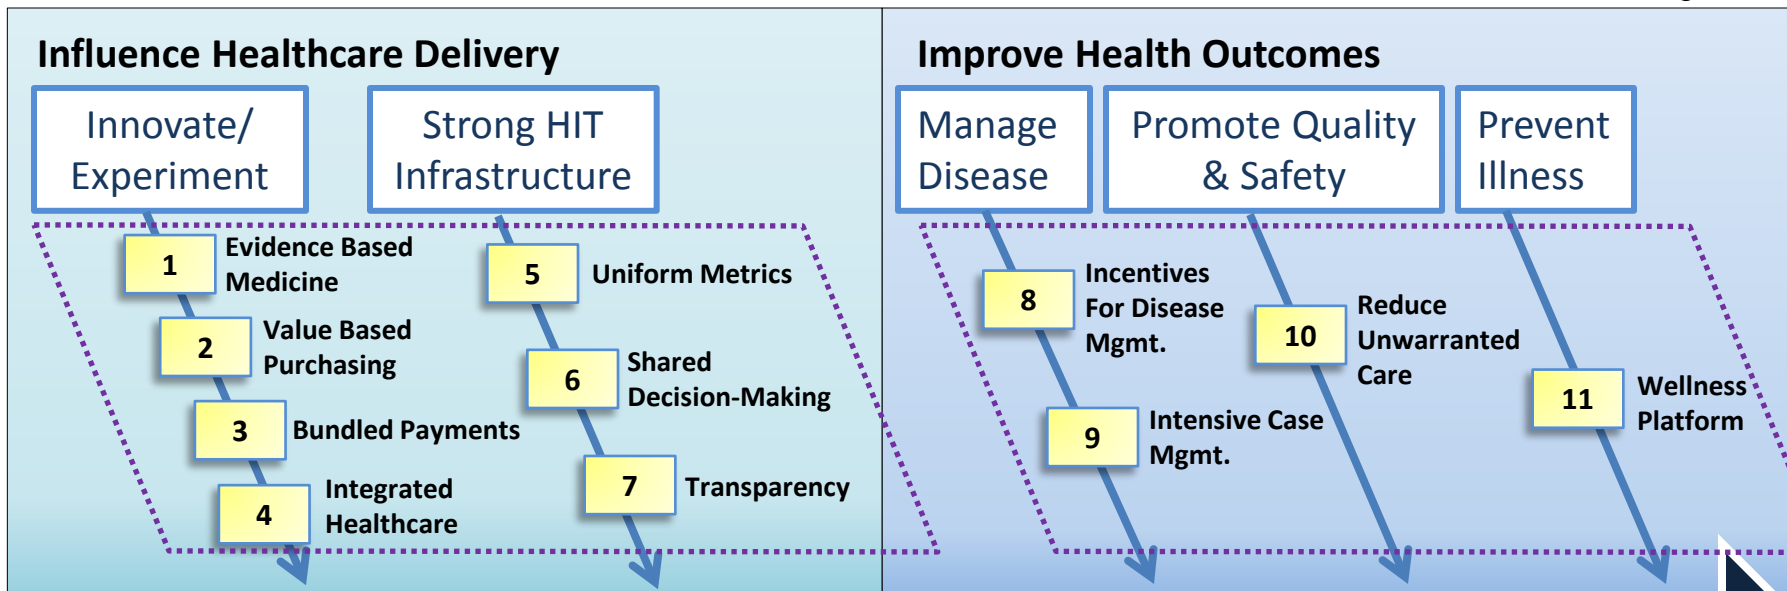 Influence Healthcare Delivery
Innovate/
Experiment
Strong HIT
Infrastructure
1
Evidence Based
Medicine
2
Value Based
Purchasing
3
Bundled Payments
4
Integrated
Healthcare
5
Uniform Metrics
6
Shared
Decision-Making
7
Transparency
Improve Health Outcomes
Manage
Disease
Promote Quality
& Safety
Prevent
Illness
8
Incentives
For Disease
Mgmt.
9
Intensive Case
Mgmt.
10
Reduce
Unwarranted
Care
11
Wellness
Platform